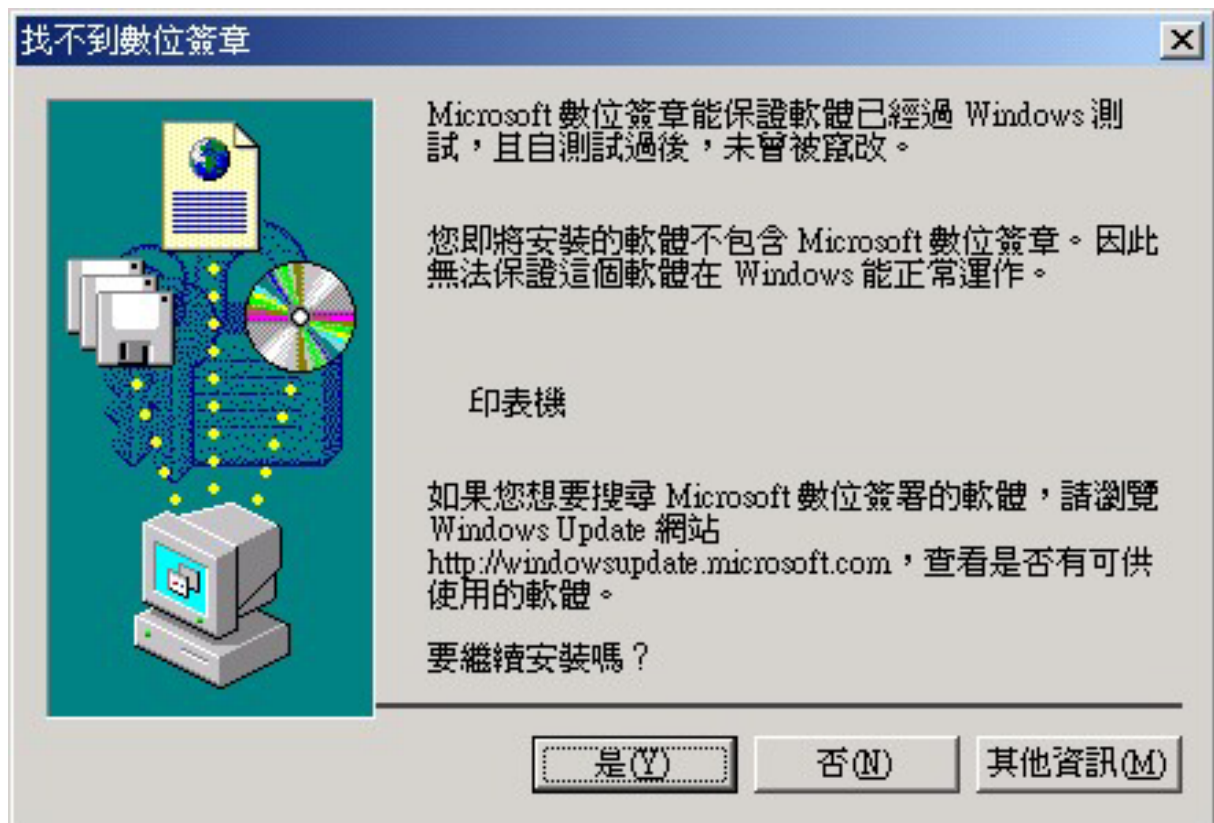 找不到數位簽章
Microsoft 數位簽章能保證軟體已經過 Windows 測
試，且自測試過後，未曾被竄改。
您即將安裝的軟體不包含 Microsoft 數位簽章。因此
無法保證這個軟體在 Windows 能正常運作。
印表機
如果您想要搜尋 Microsoft 數位簽署的軟體，請瀏覽
Windows Update 網站
http://windowsupdate.microsoft.com，查看是否有可供
使用的軟體。
要繼續安裝嗎？
是(Y) 否(N) 其他資訊(M)